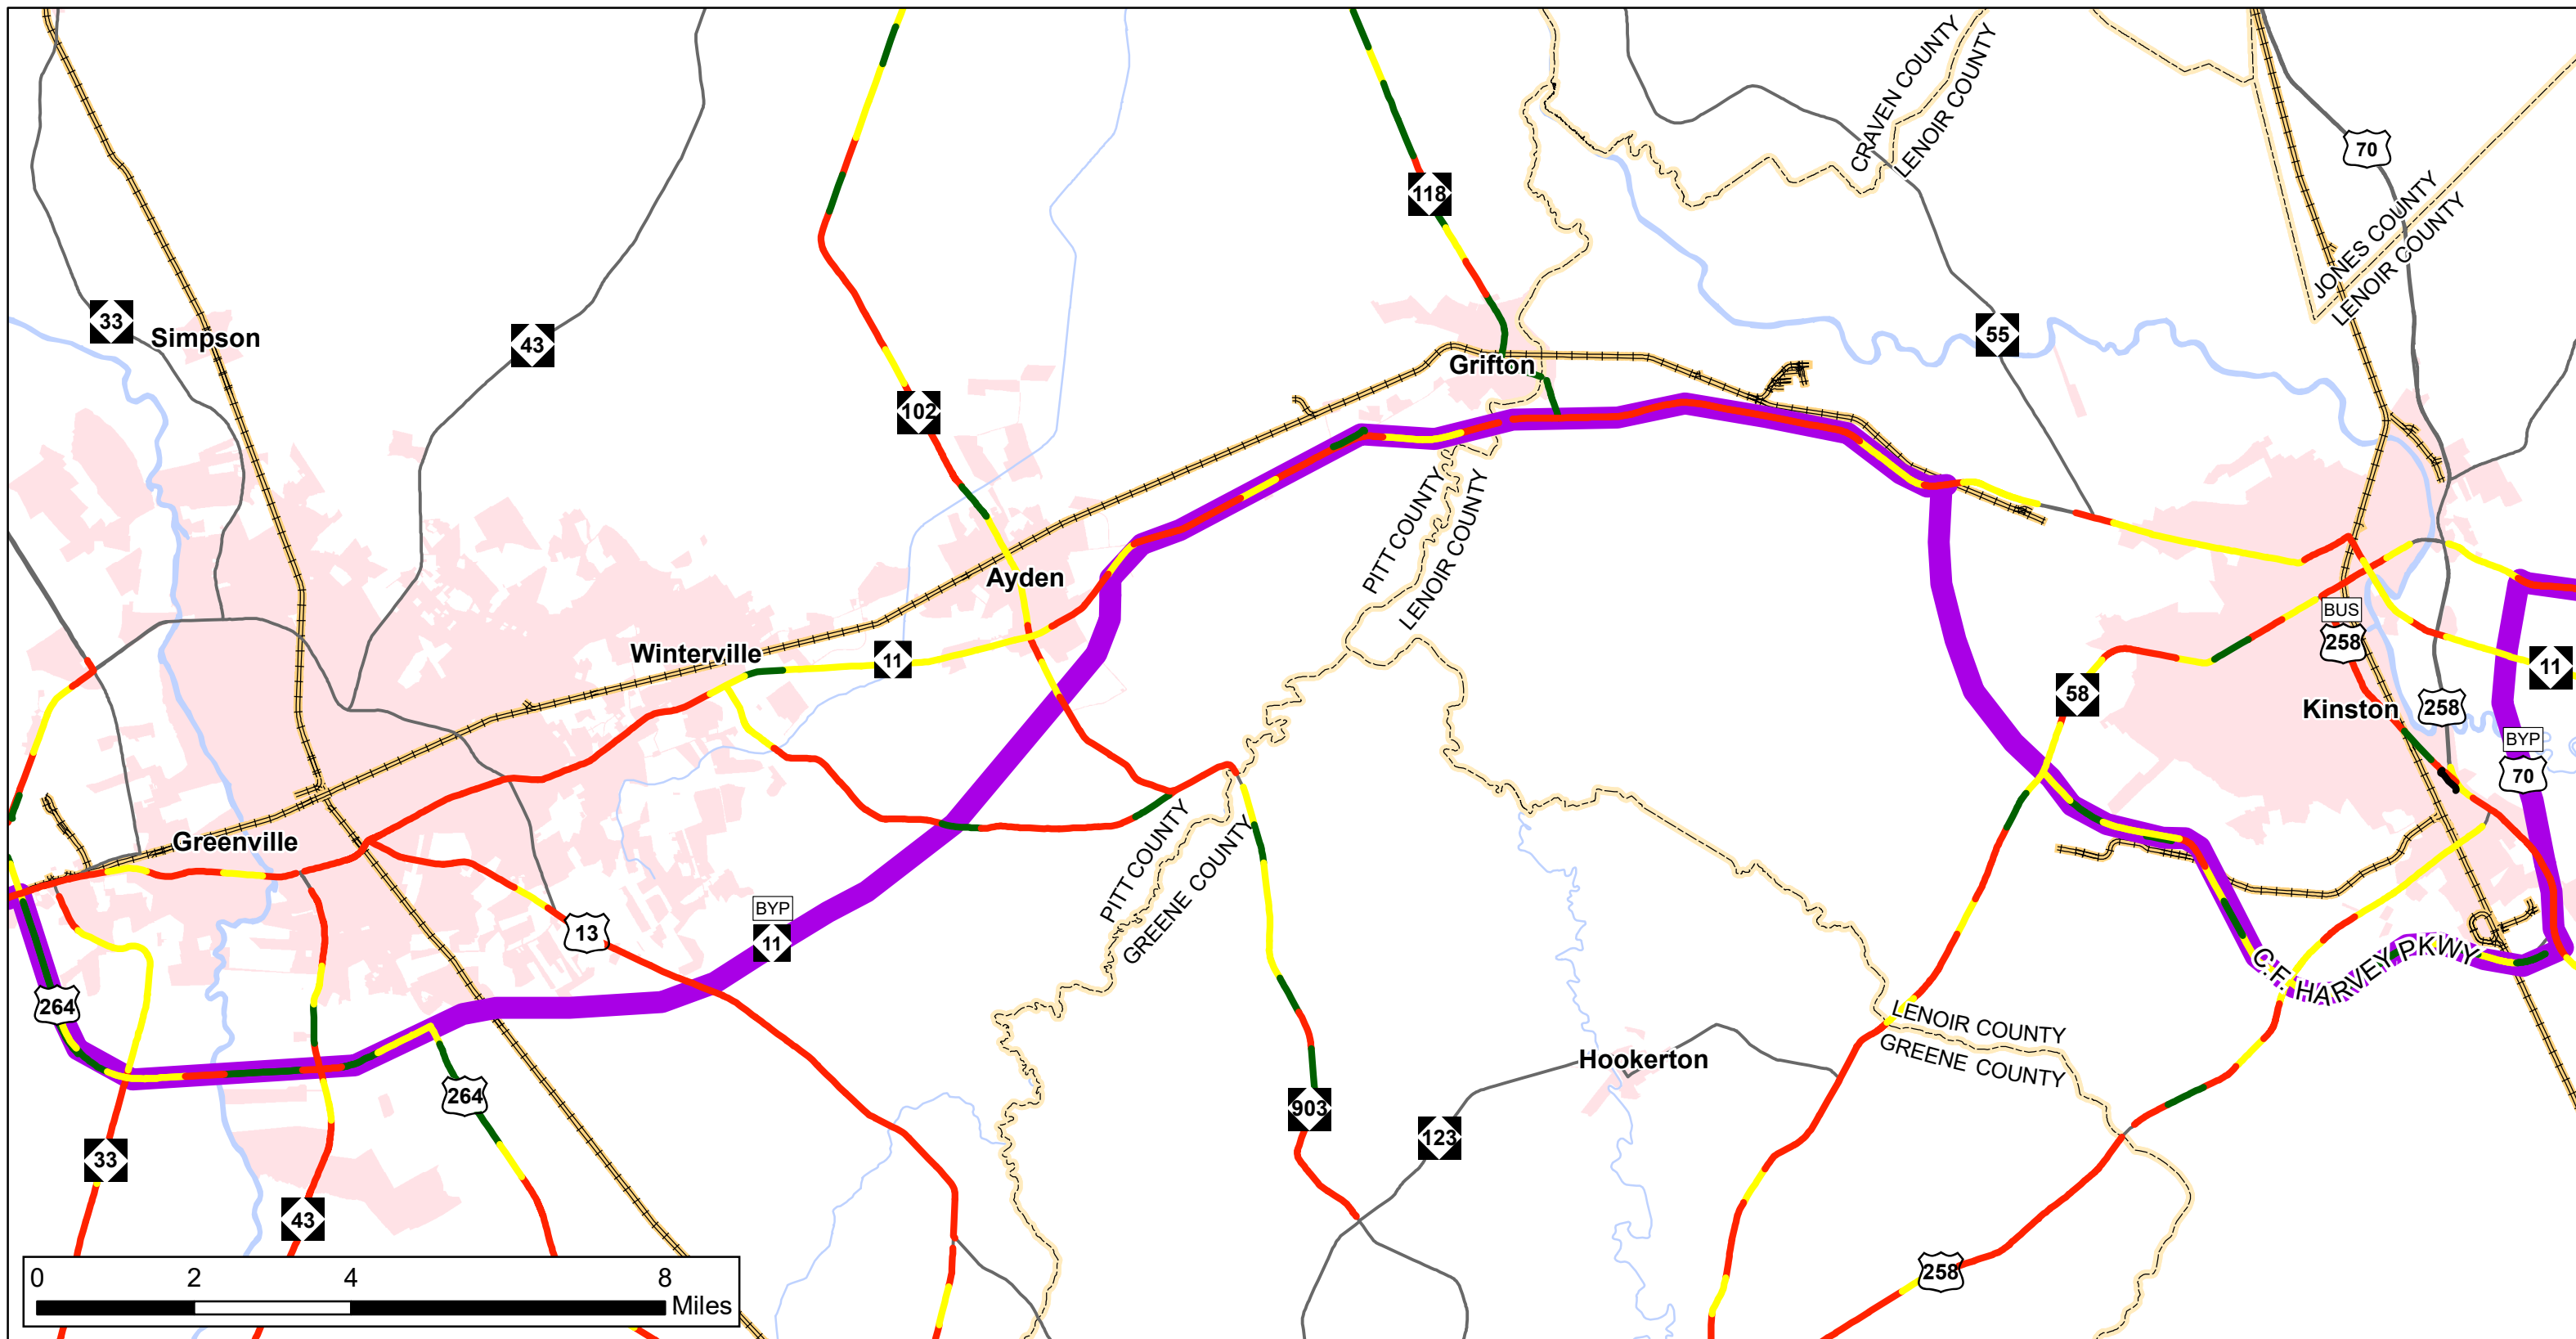 CRAVEN COUNTY
LENOIR COUNTY
70
118
JONES COUNTY
LENOIR COUNTY
33
Simpson
43
55
Grifton
102
PITT COUNTY
LENOIR COUNTY
Ayden
BUS
258
Winterville
11
11
58
Kinston
258
BYP
70
Greenville
PITT COUNTY
GREENE COUNTY
BYP
11
13
C.F. HARVEY PKWY
264
LENOIR COUNTY
GREENE COUNTY
Hookerton
264
903
123
33
43
258
0 2 4 8
Miles